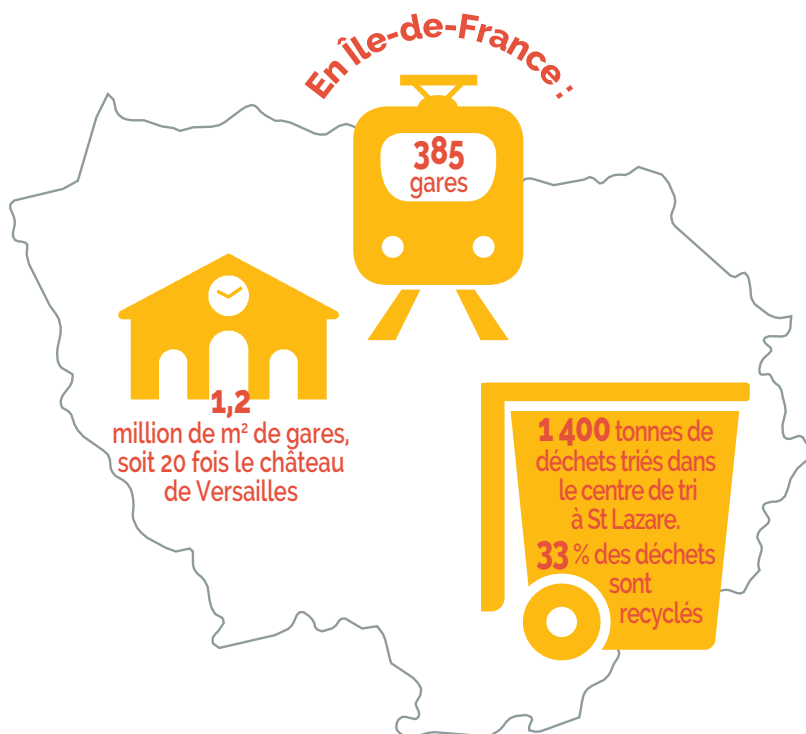 En Île-de-France :
385
gares
1,2
million de m² de gares,
soit 20 fois le château
de Versailles
1 400 tonnes de
déchets triés dans
le centre de tri
à St Lazare.
33 % des déchets
sont
recyclés